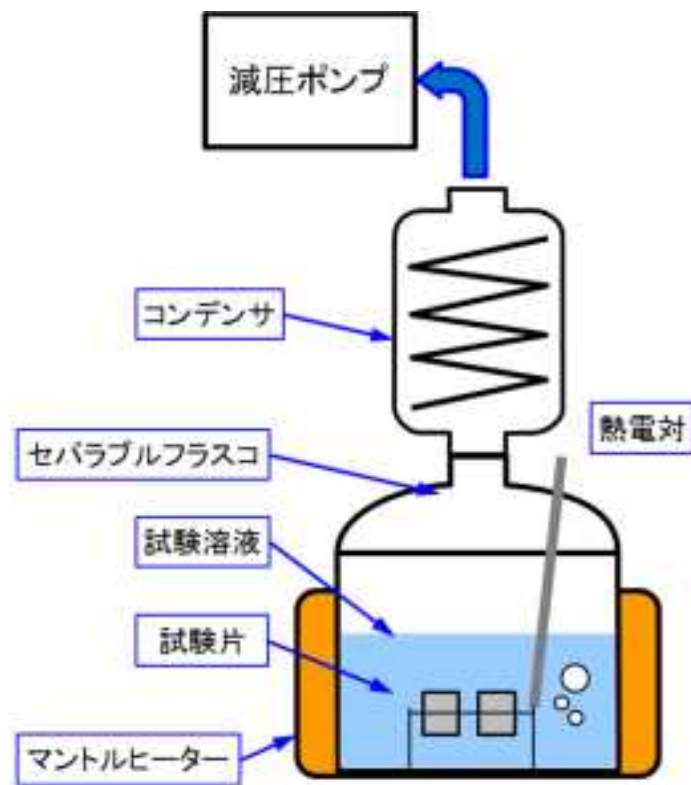 減圧ポンプ
コンデンサ
熱電対
セパラブルフラスコ
試験溶液
試験片
マントルヒーター